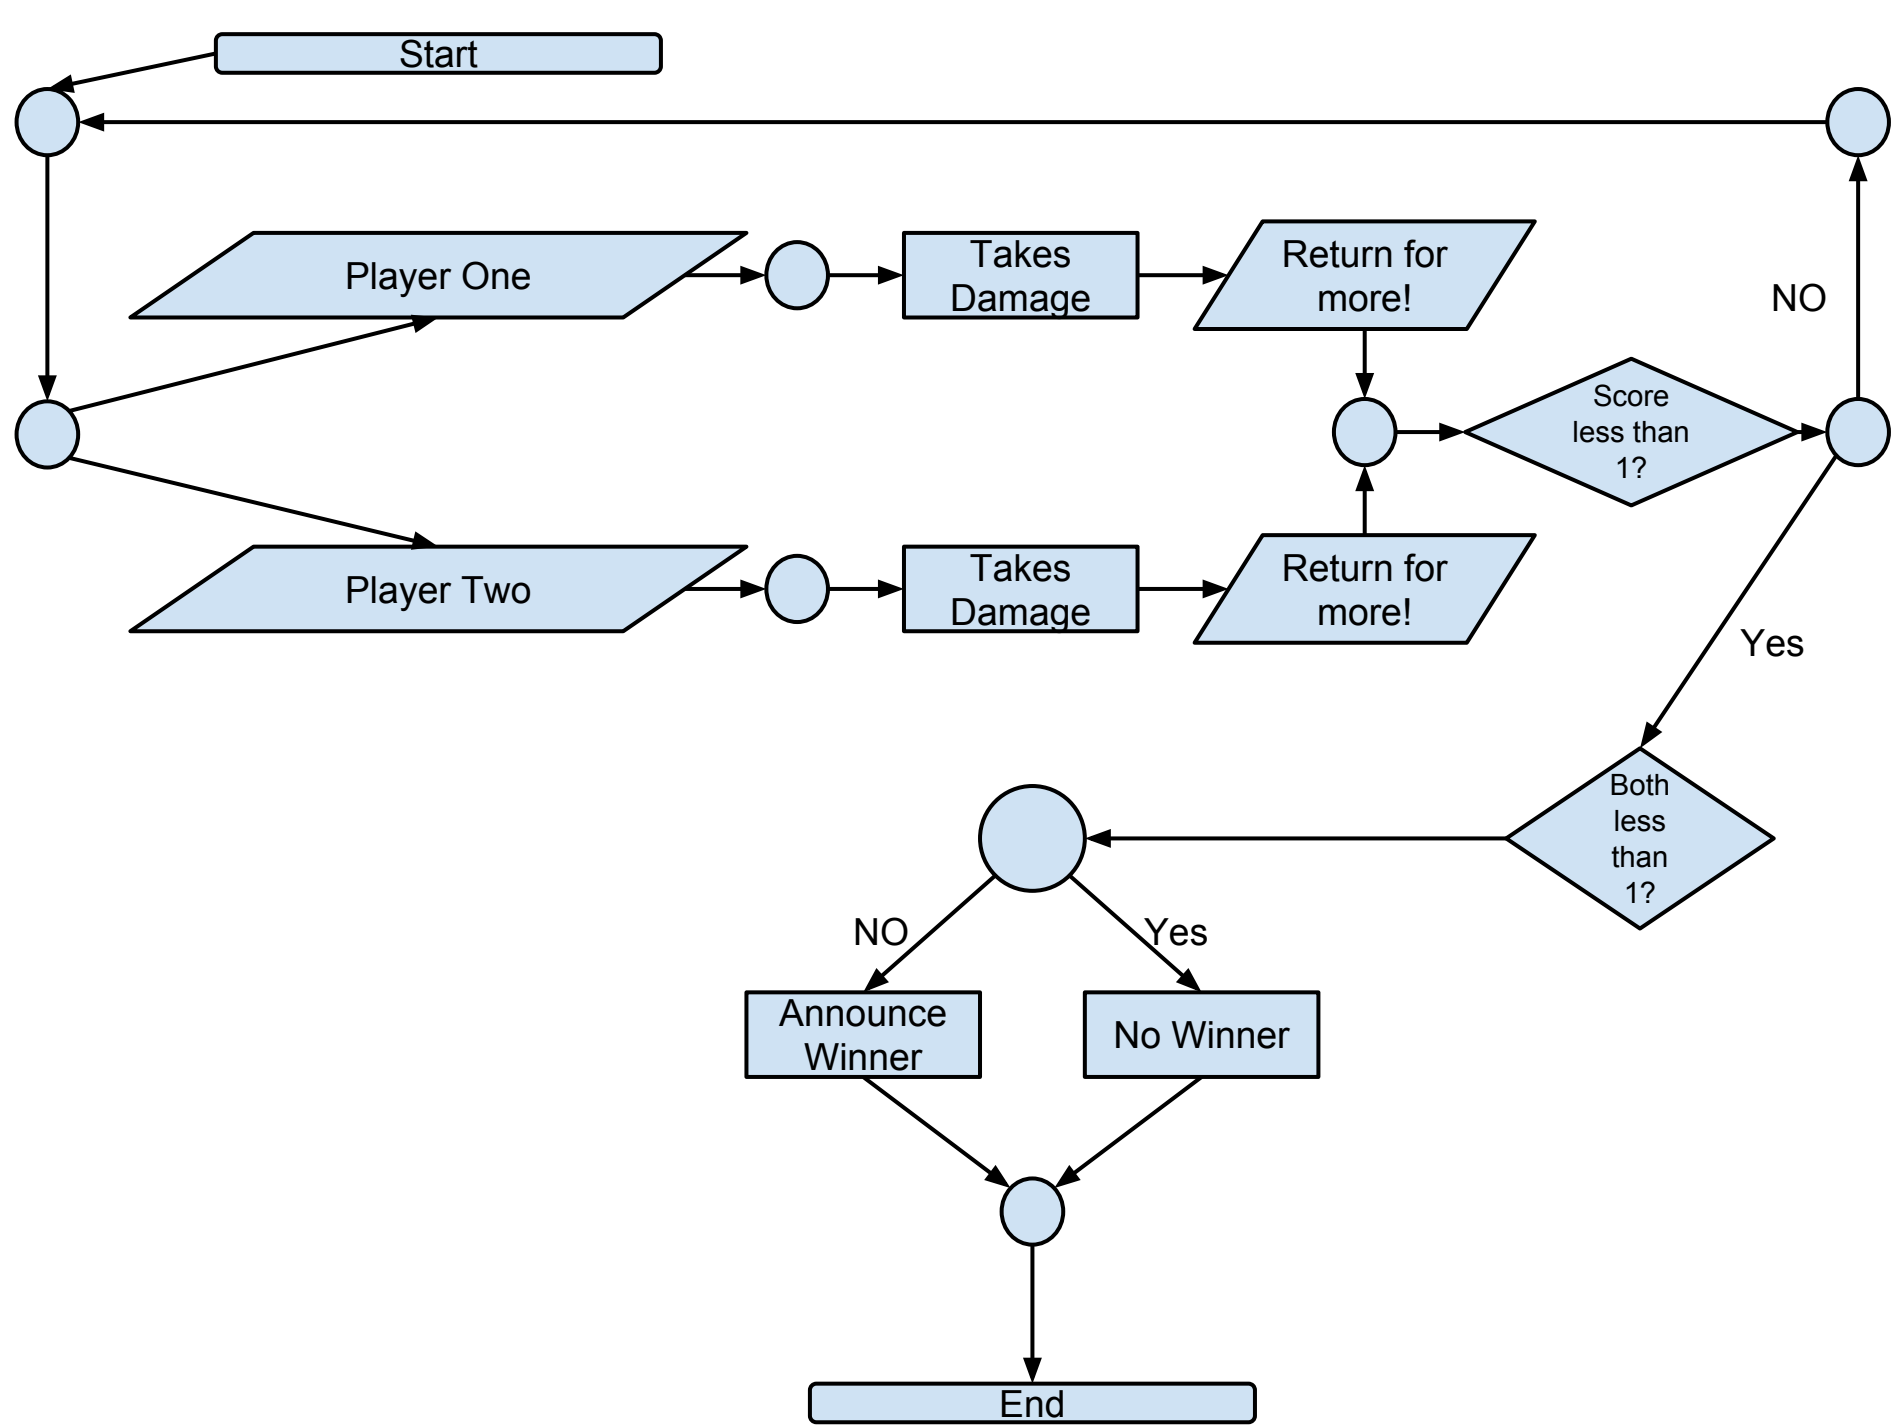 Start
Player One
Takes
Damage
Return for
more!
NO
Score
less than
1?
Player Two
Takes
Damage
Return for
more!
Yes
Both
less
than
1?
NO
Yes
Announce
Winner
No Winner
End